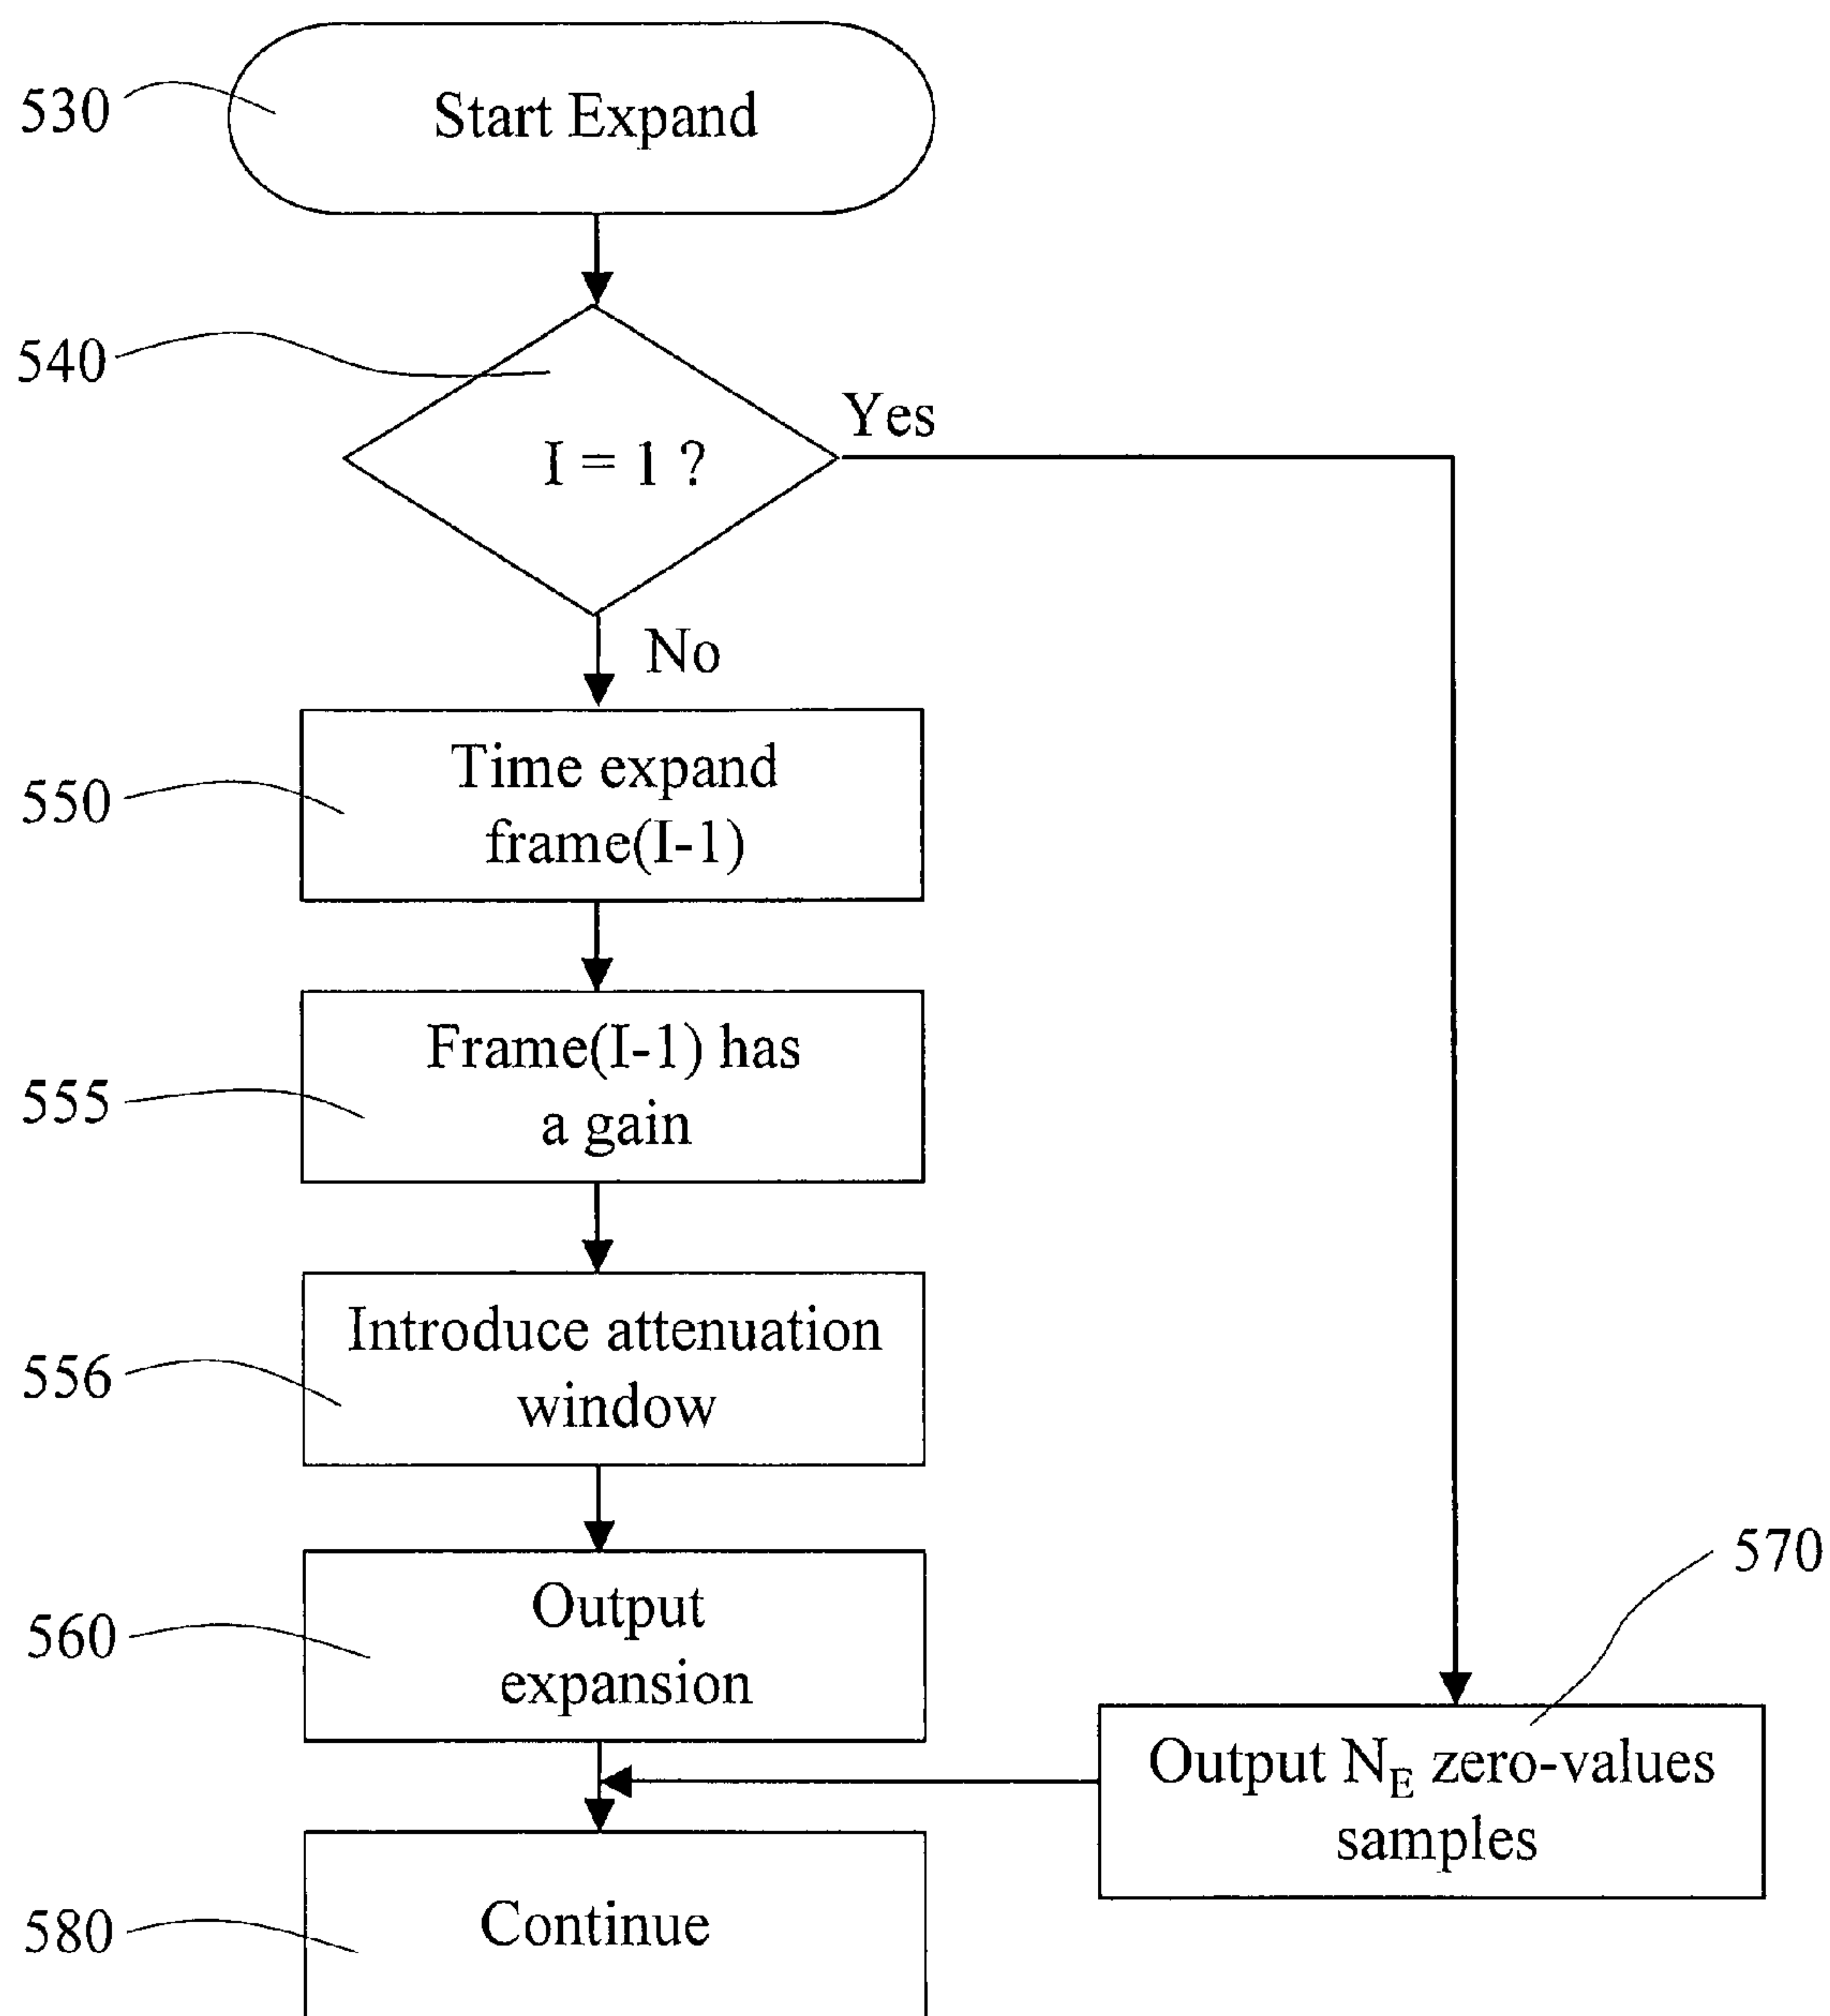 530
Start Expand
540
I = 1 ?
Yes
No
550
Time expand
frame(I-1)
555
Frame(I-1) has
a gain
556
Introduce attenuation
window
560
Output
expansion
570
Output N_E zero-values
samples
580
Continue